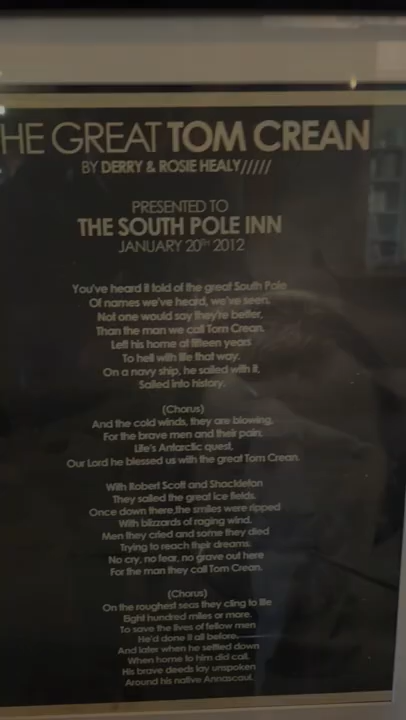 HE GREAT TOM CREAN
BY DERRY & ROSIE HEALY/////
PRESENTED TO
THE SOUTH POLE INN
JANUARY 20TH 2012
You've heard it told of the great South Pole
Of names we've heard, we've seen,
Not one would say they're better,
Than the man we call Tom Crean.
Left his home at fifteen years
To hell with life that way.
On a navy ship, he sailed with it,
Sailed into history.
(Chorus)
And the cold winds, they are blowing,
For the brave men and their pain.
Life's Antarctic quest,
Our Lord he blessed us with the great Tom Crean.
With Robert Scott and Shackleton
They sailed the great ice fields.
Once down there,the smiles were ripped
With blizzards of raging wind.
Men they cried and some they died
Trying to reach their dreams.
No cry, no fear, no grave out here
For the man they call Tom Crean.
(Chorus)
On the roughest seas they cling to life
Eight hundred miles or more.
To save the lives of fellow men
He'd done it all before.
And later when he settled down
When home to him did call.
His brave deeds lay unspoken
Around his native Annascaul.